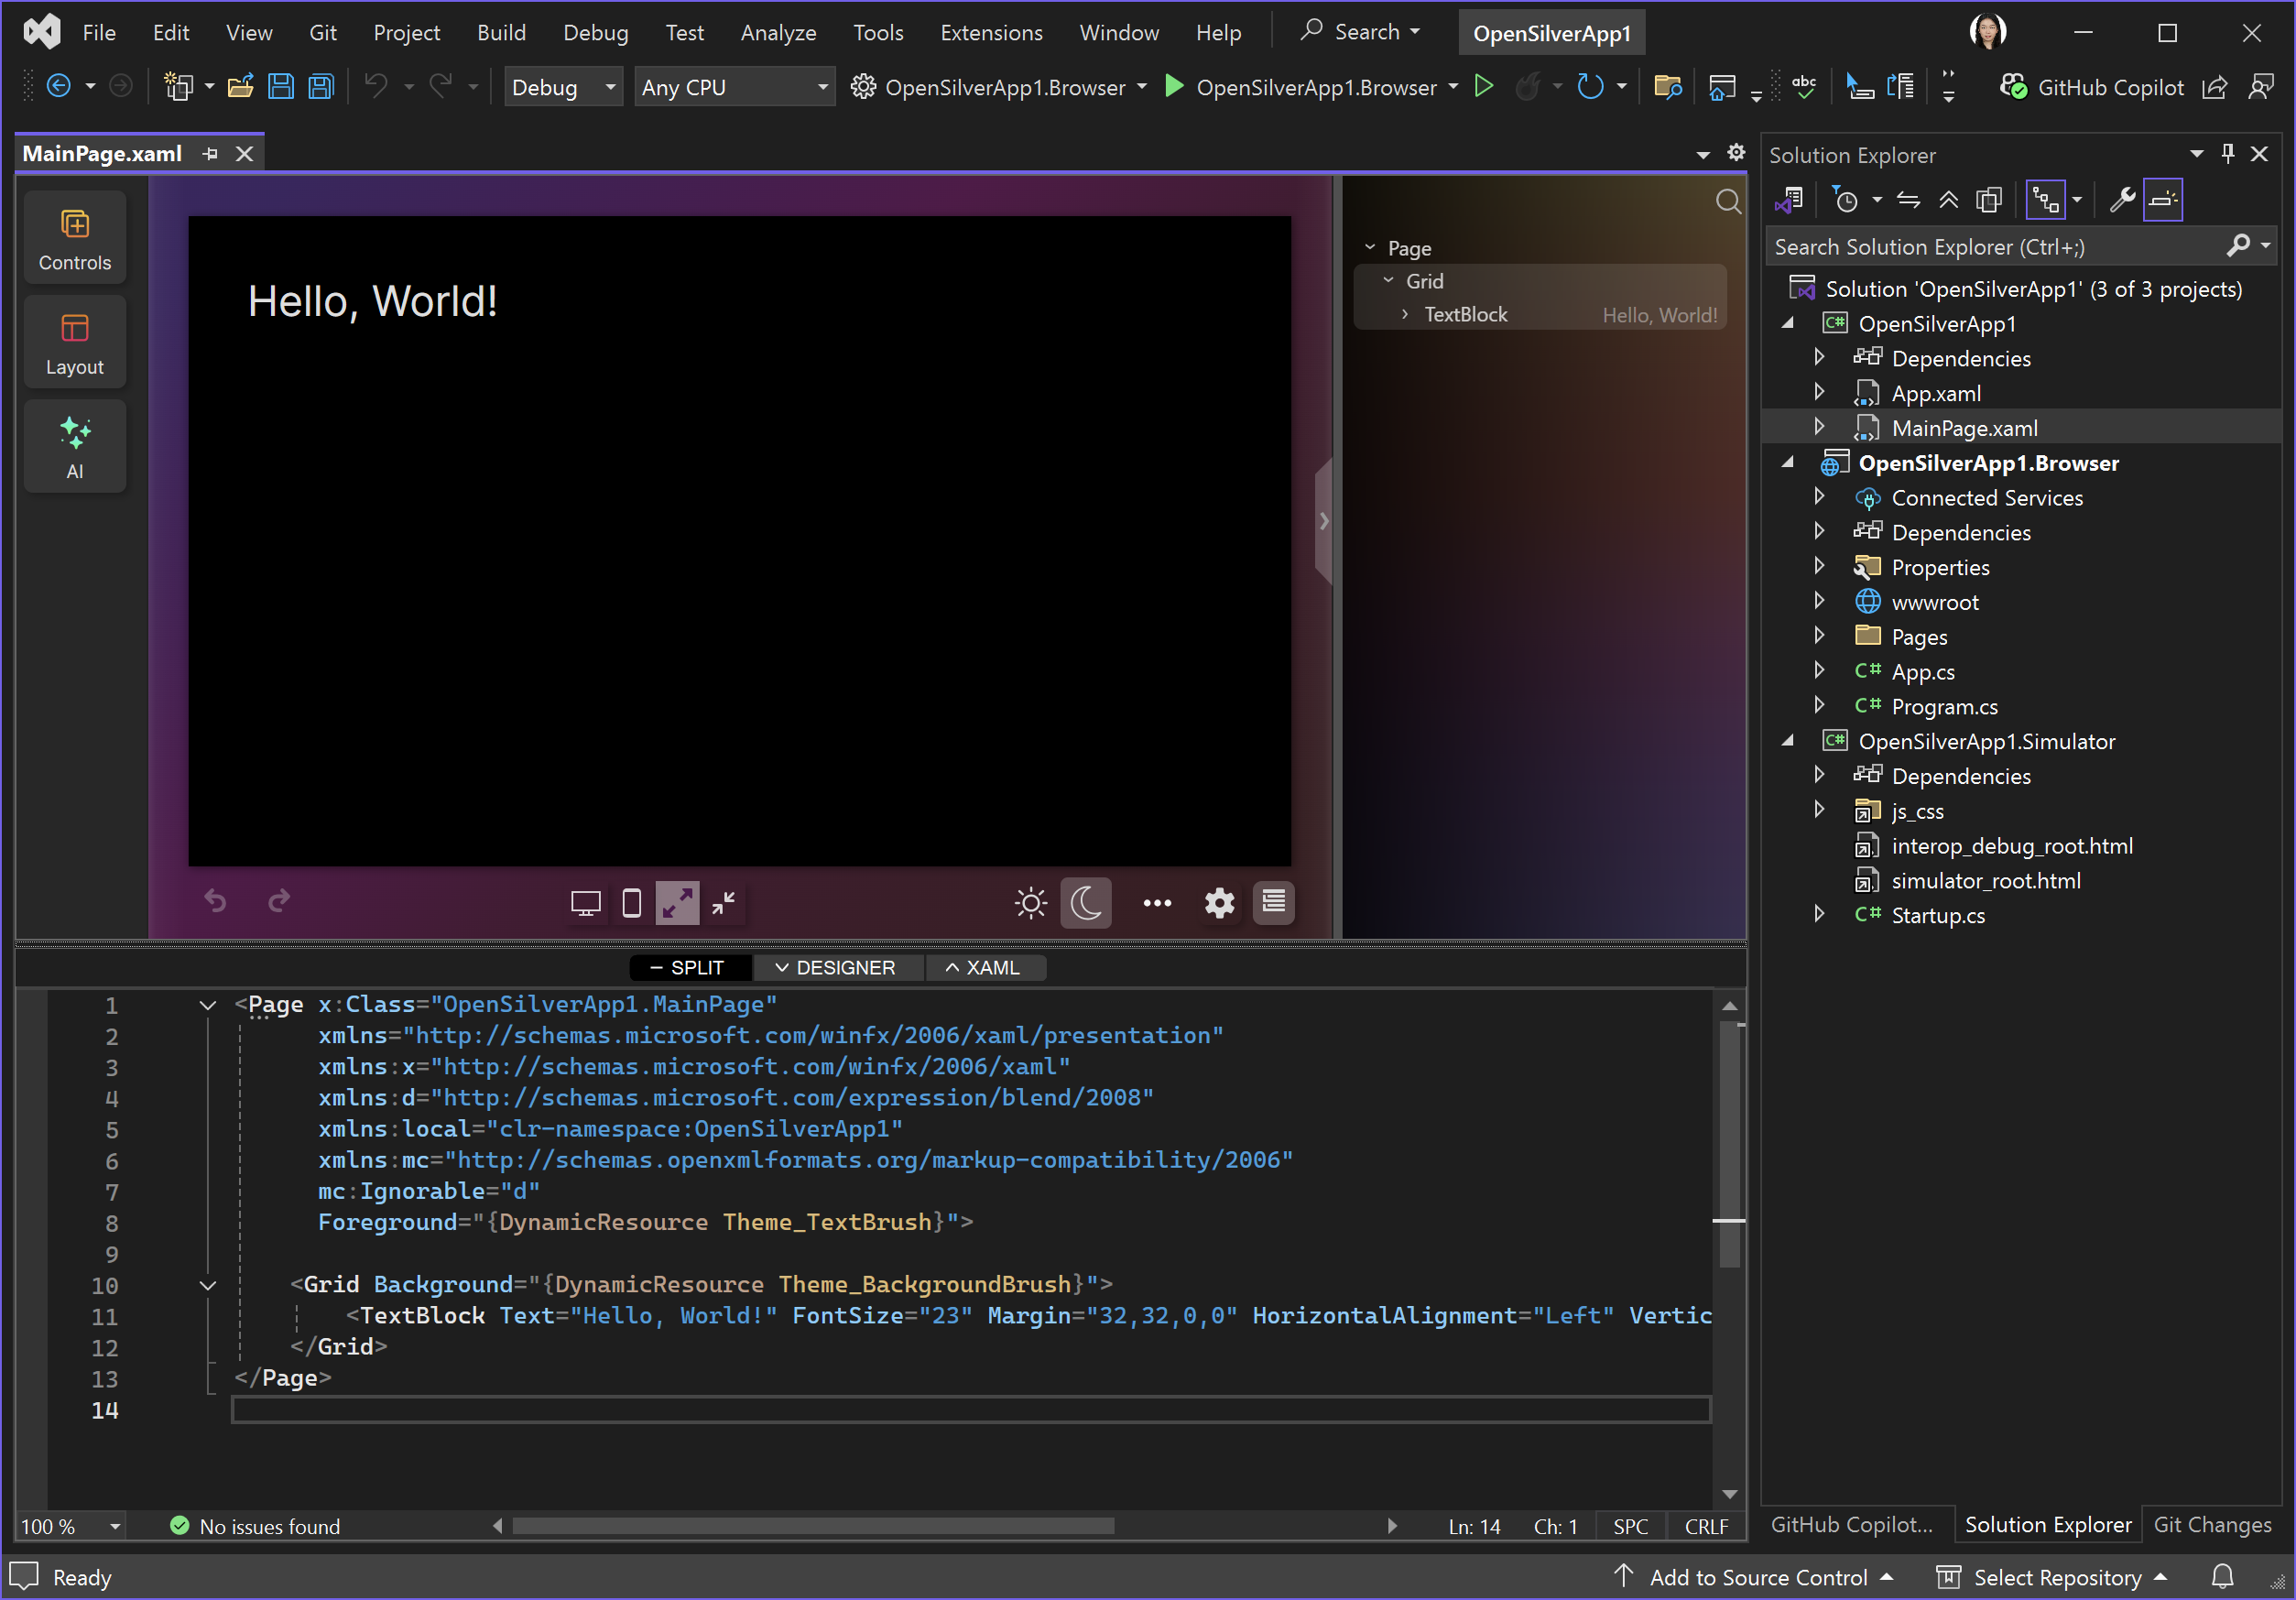 File Edit View Git Project Build Debug Test Analyze Tools Extensions Window Help Search OpenSilverApp1
Debug Any CPU OpenSilverApp1.Browser OpenSilverApp1.Browser abc GitHub Copilot
MainPage.xaml
Controls
Layout
AI
Hello, World!
Page
Grid
TextBlock Hello, World!
SPLIT DESIGNER XAML
1 <Page x:Class="OpenSilverApp1.MainPage"
2 xmlns="http://schemas.microsoft.com/winfx/2006/xaml/presentation"
3 xmlns:x="http://schemas.microsoft.com/winfx/2006/xaml"
4 xmlns:d="http://schemas.microsoft.com/expression/blend/2008"
5 xmlns:local="clr-namespace:OpenSilverApp1"
6 xmlns:mc="http://schemas.openxmlformats.org/markup-compatibility/2006"
7 mc:Ignorable="d"
8 Foreground="{DynamicResource Theme_TextBrush}">
9
10 <Grid Background="{DynamicResource Theme_BackgroundBrush}">
11 <TextBlock Text="Hello, World!" FontSize="23" Margin="32,32,0,0" HorizontalAlignment="Left" Vertic
12 </Grid>
13 </Page>
14
100 % No issues found Ln: 14 Ch: 1 SPC CRLF
Solution Explorer
Search Solution Explorer (Ctrl+;)
Solution 'OpenSilverApp1' (3 of 3 projects)
C# OpenSilverApp1
Dependencies
App.xaml
MainPage.xaml
OpenSilverApp1.Browser
Connected Services
Dependencies
Properties
wwwroot
Pages
C# App.cs
C# Program.cs
C# OpenSilverApp1.Simulator
Dependencies
js_css
interop_debug_root.html
simulator_root.html
C# Startup.cs
GitHub Copilot... Solution Explorer Git Changes
Ready Add to Source Control Select Repository